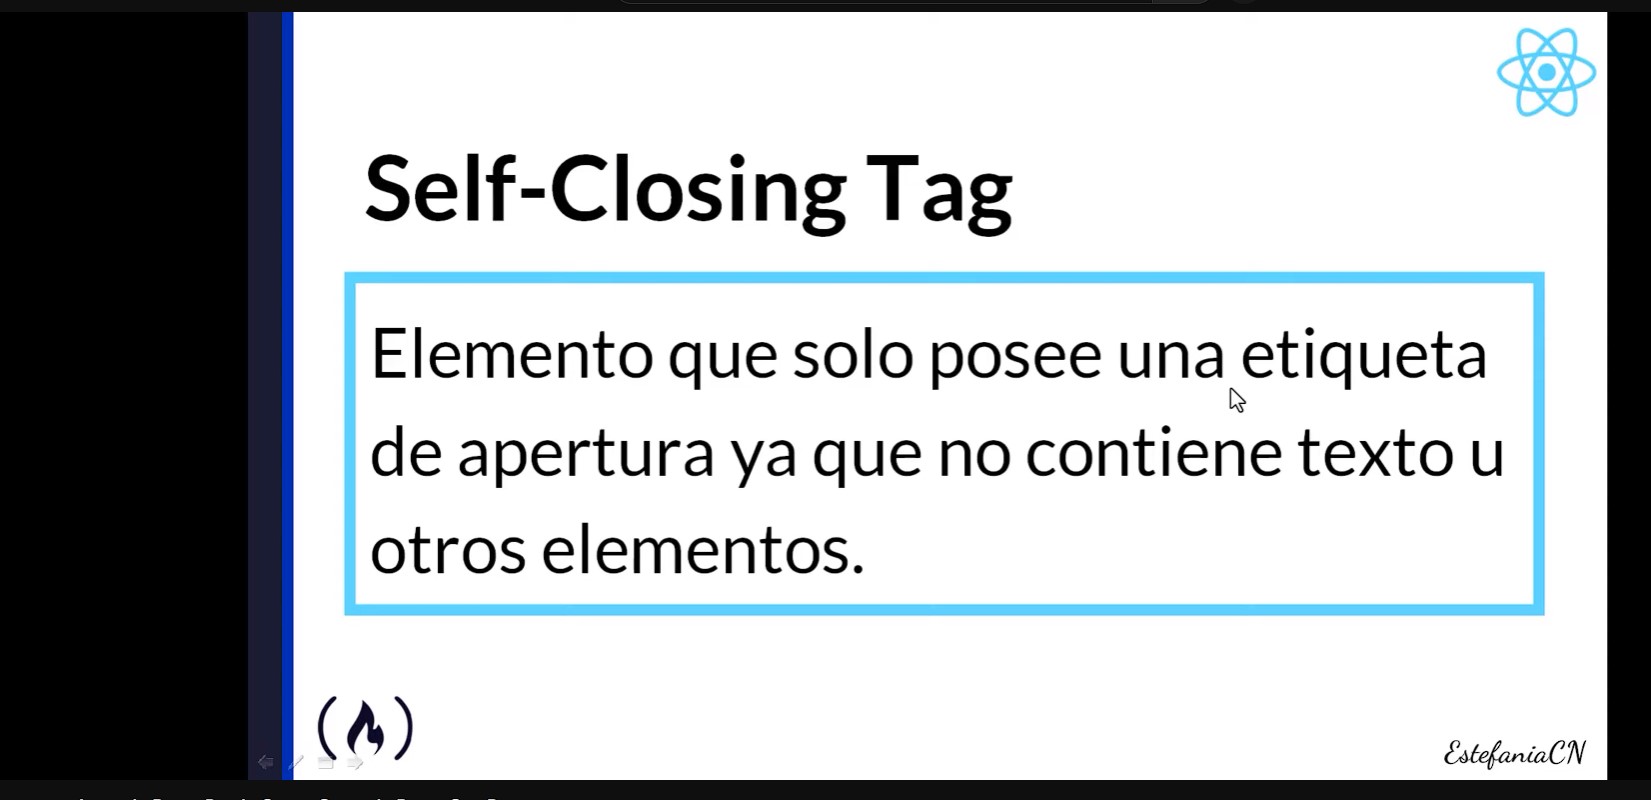 Self-Closing Tag
Elemento que solo posee una etiqueta
de apertura ya que no contiene texto u
otros elementos.
EstefaniaCN